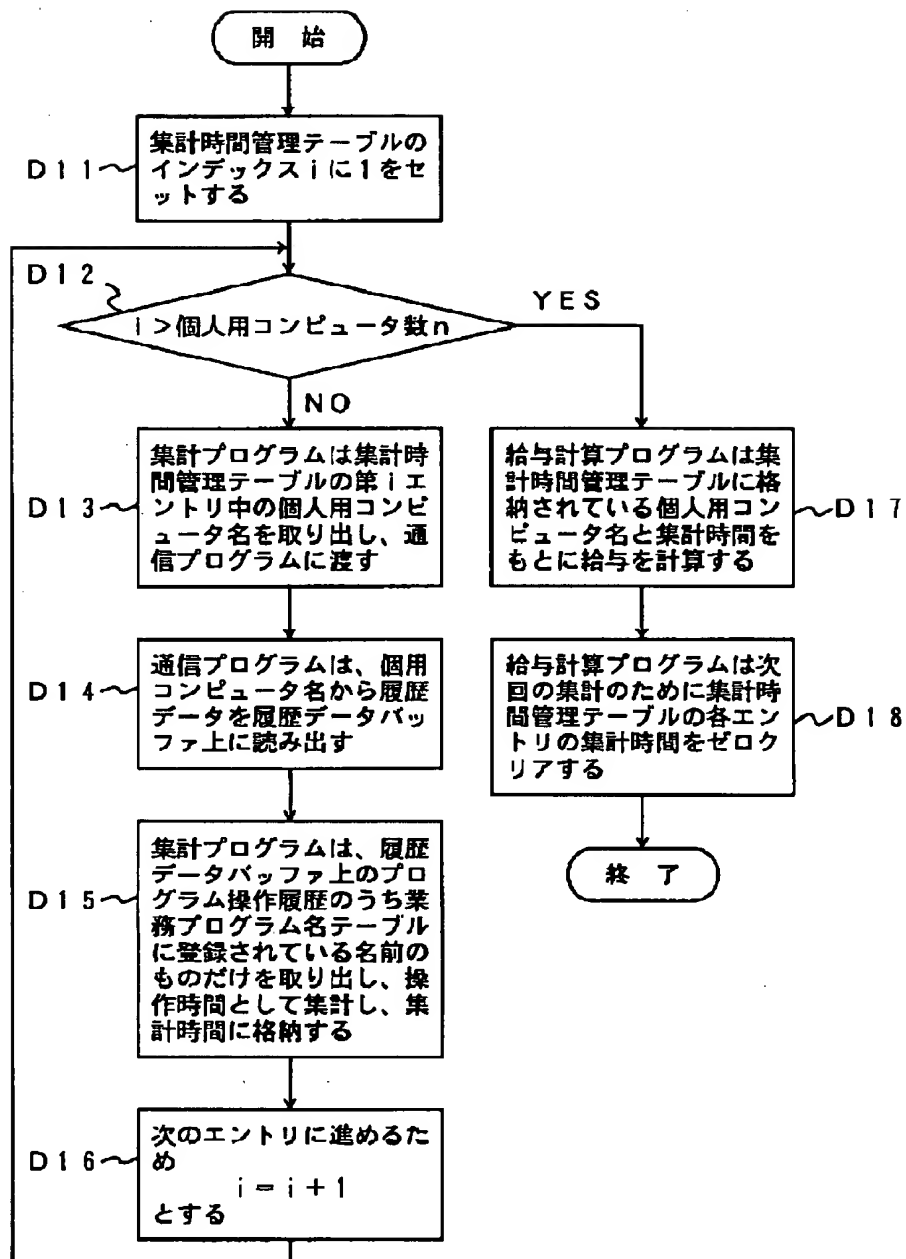 開 始
D11
集計時間管理テーブルの
インデックスiに1をセ
ットする
D12
i>個人用コンピュータ数n
YES
NO
D13
集計プログラムは集計時
間管理テーブルの第iエ
ントリ中の個人用コンピ
ュータ名を取り出し、通
信プログラムに渡す
D14
通信プログラムは、個用
コンピュータ名から履歴
データを履歴データバッ
ファ上に読み出す
D15
集計プログラムは、履歴
データバッファ上のプロ
グラム操作履歴のうち業
務プログラム名テーブル
に登録されている名前の
ものだけを取り出し、操
作時間として集計し、集
計時間に格納する
D16
次のエントリに進めるた
め
i=i+1
とする
給与計算プログラムは集
計時間管理テーブルに格
納されている個人用コン
ピュータ名と集計時間を
もとに給与を計算する
D17
給与計算プログラムは次
回の集計のために集計時
間管理テーブルの各エン
トリの集計時間をゼロク
リアする
D18
終 了